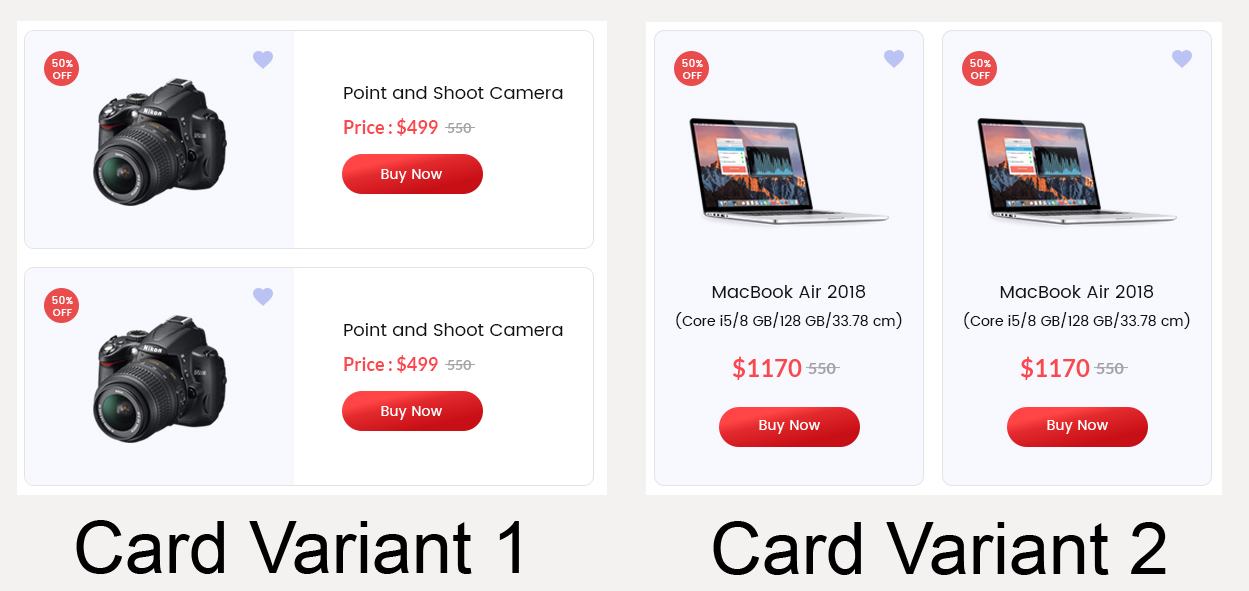 50%
OFF
Nikon
Point and Shoot Camera
Price : $499 550
Buy Now
50%
OFF
Nikon
Point and Shoot Camera
Price : $499 550
Buy Now
Card Variant 1
50%
OFF
MacBook Air 2018
(Core i5/8 GB/128 GB/33.78 cm)
$1170 550
Buy Now
50%
OFF
MacBook Air 2018
(Core i5/8 GB/128 GB/33.78 cm)
$1170 550
Buy Now
Card Variant 2